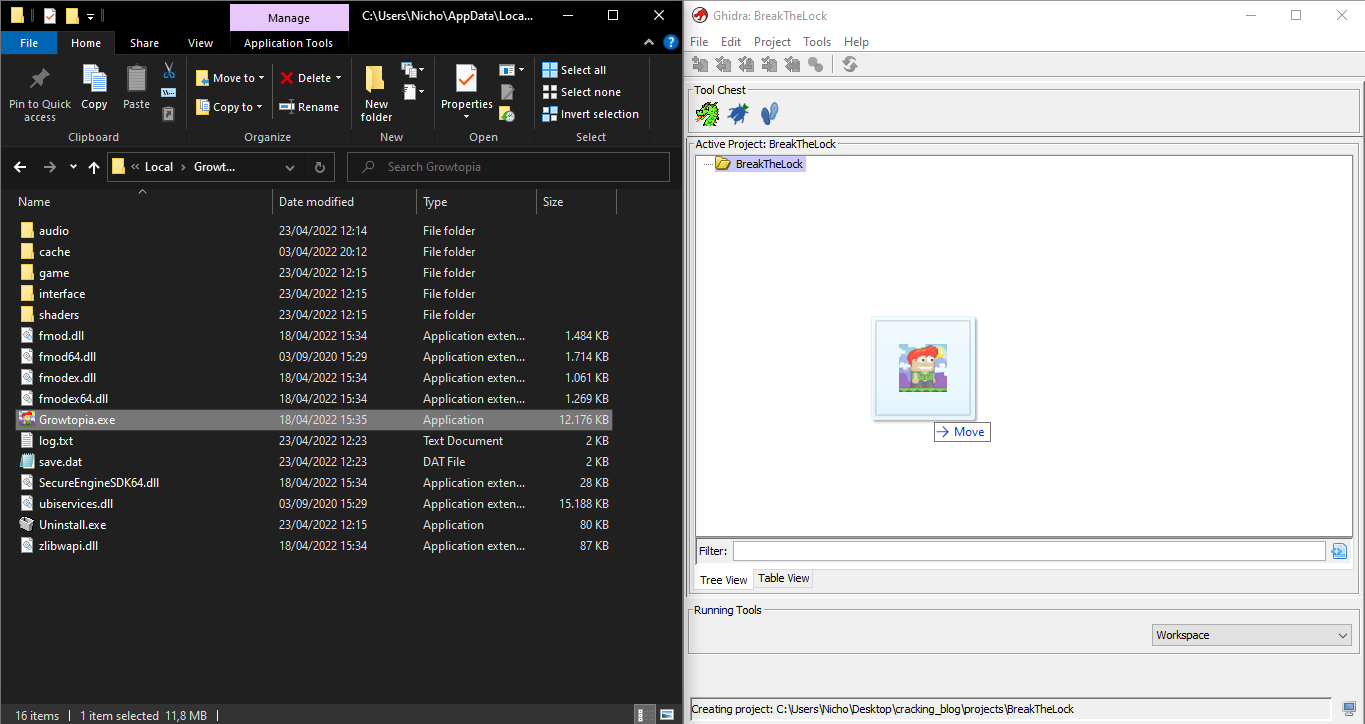 Manage
C:\Users\Nicho\AppData\Loca...
File
Home
Share
View
Application Tools
Pin to Quick
access
Copy
Paste
Move to
Copy to
Delete
Rename
New
folder
Properties
Select all
Select none
Invert selection
Clipboard
Organize
New
Open
Select
Local
Growt...
Search Growtopia
Name
Date modified
Type
Size
audio 23/04/2022 12:14 File folder
cache 03/04/2022 20:12 File folder
game 23/04/2022 12:15 File folder
interface 23/04/2022 12:15 File folder
shaders 23/04/2022 12:15 File folder
fmod.dll 18/04/2022 15:34 Application exten... 1.484 KB
fmod64.dll 03/09/2020 15:29 Application exten... 1.714 KB
fmodex.dll 18/04/2022 15:34 Application exten... 1.061 KB
fmodex64.dll 18/04/2022 15:34 Application exten... 1.269 KB
Growtopia.exe 18/04/2022 15:35 Application 12.176 KB
log.txt 23/04/2022 12:23 Text Document 2 KB
save.dat 23/04/2022 12:23 DAT File 2 KB
SecureEngineSDK64.dll 18/04/2022 15:34 Application exten... 28 KB
ubiservices.dll 03/09/2020 15:29 Application exten... 15.188 KB
Uninstall.exe 23/04/2022 12:15 Application 80 KB
zlibwapi.dll 18/04/2022 15:34 Application exten... 87 KB
16 items
1 item selected 11,8 MB
Ghidra: BreakTheLock
File Edit Project Tools Help
Tool Chest
Active Project: BreakTheLock
BreakTheLock
Move
Filter:
Tree View
Table View
Running Tools
Workspace
Creating project: C:\Users\Nicho\Desktop\cracking_blog\projects\BreakTheLock